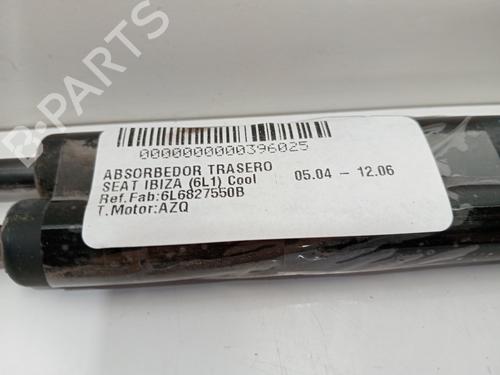 B-PARTS
0000000000396025
ABSORBEDOR TRASERO
SEAT IBIZA (6L1) Cool 05.04 – 12.06
Ref.Fab:6L6827550B
T.Motor:AZQ